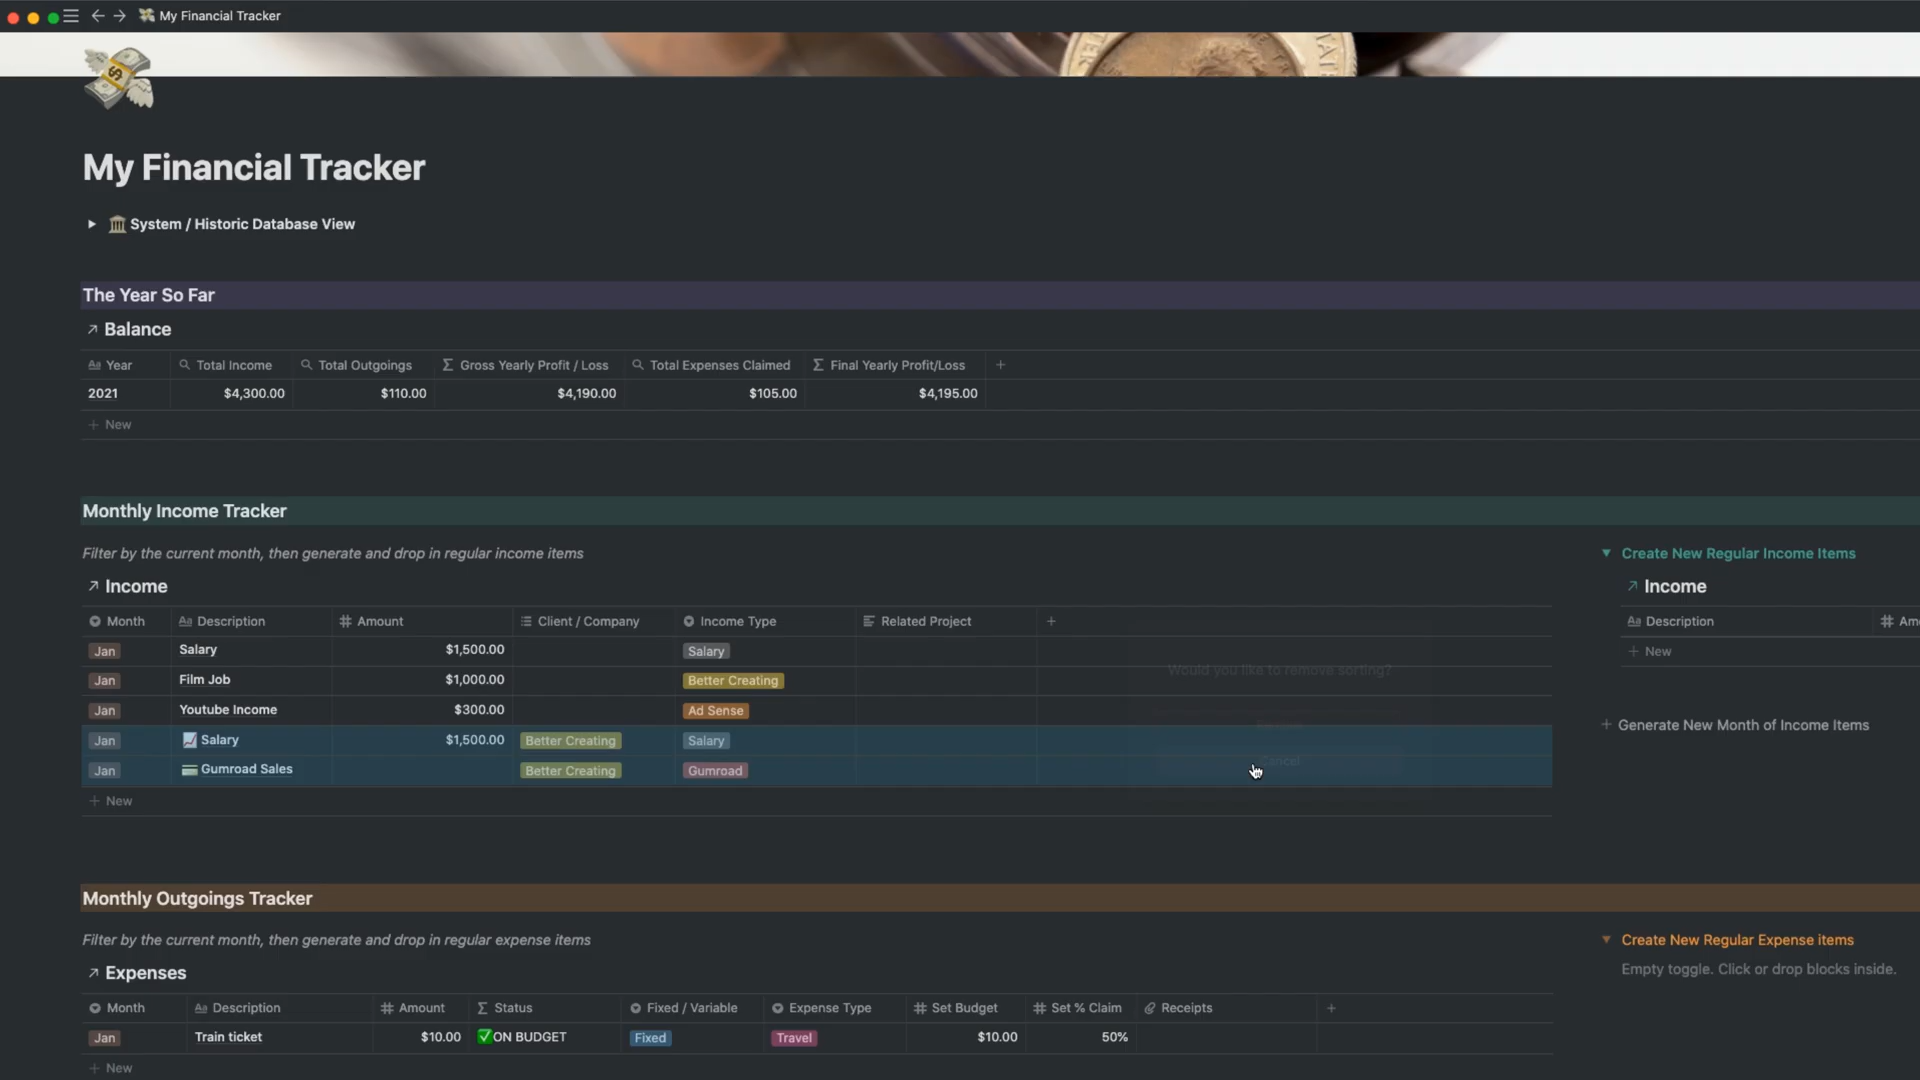 My Financial Tracker
My Financial Tracker
System / Historic Database View
The Year So Far
Balance
Year Total Income Total Outgoings Gross Yearly Profit / Loss Total Expenses Claimed Final Yearly Profit/Loss
2021 $4,300.00 $110.00 $4,190.00 $105.00 $4,195.00
New
Monthly Income Tracker
Filter by the current month, then generate and drop in regular income items
Income
Month Description Amount Client / Company Income Type Related Project
Jan Salary $1,500.00 Salary
Would you like to remove sorting?
Jan Film Job $1,000.00 Better Creating
Jan Youtube Income $300.00 Ad Sense
Jan Salary $1,500.00 Better Creating Salary
Cancel
Jan Gumroad Sales Better Creating Gumroad
New
Create New Regular Income Items
Income
Description
New
Generate New Month of Income Items
Monthly Outgoings Tracker
Filter by the current month, then generate and drop in regular expense items
Expenses
Month Description Amount Status Fixed / Variable Expense Type Set Budget Set % Claim Receipts
Jan Train ticket $10.00 ON BUDGET Fixed Travel $10.00 50%
New
Create New Regular Expense items
Empty toggle. Click or drop blocks inside.